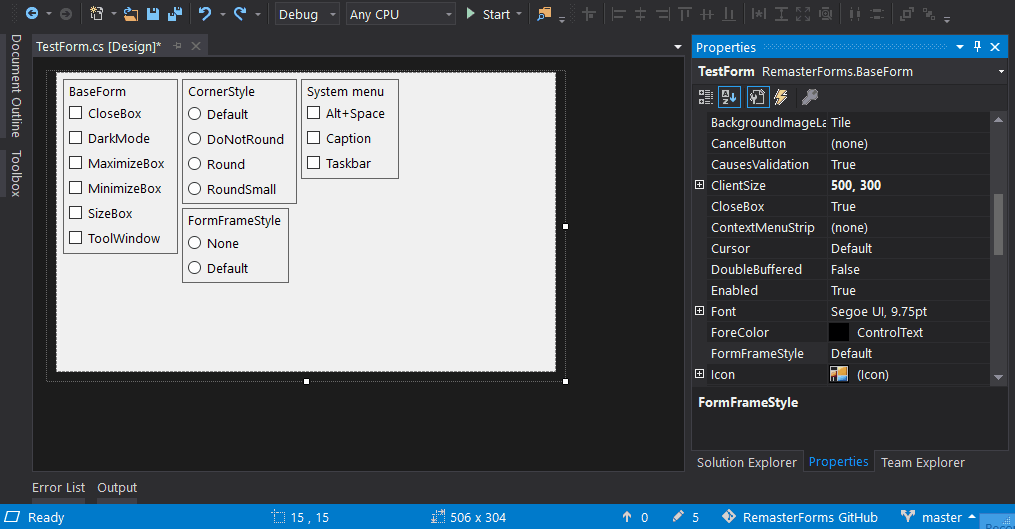 Debug
Any CPU
Start
Document Outline
Toolbox
TestForm.cs [Design]*
BaseForm
CloseBox
DarkMode
MaximizeBox
MinimizeBox
SizeBox
ToolWindow
CornerStyle
Default
DoNotRound
Round
RoundSmall
FormFrameStyle
None
Default
System menu
Alt+Space
Caption
Taskbar
Properties
TestForm RemasterForms.BaseForm
BackgroundImageLa Tile
CancelButton (none)
CausesValidation True
ClientSize 500, 300
CloseBox True
ContextMenuStrip (none)
Cursor Default
DoubleBuffered False
Enabled True
Font Segoe UI, 9.75pt
ForeColor ControlText
FormFrameStyle Default
Icon (Icon)
FormFrameStyle
Solution Explorer Properties Team Explorer
Error List Output
Ready 15 , 15 506 x 304 0 5 RemasterForms GitHub master